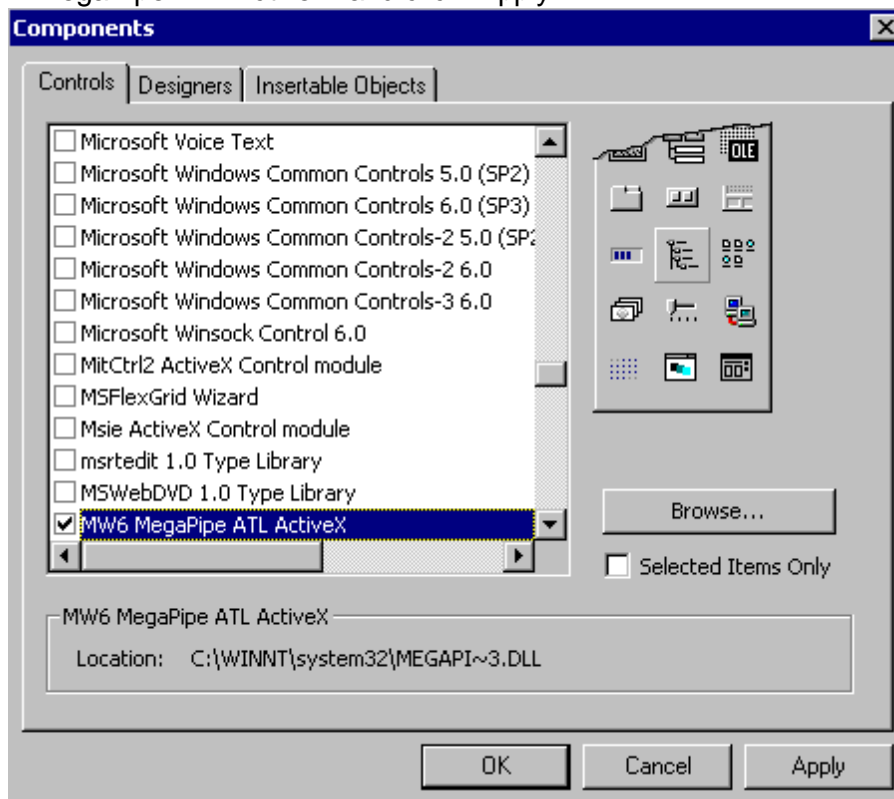 Components
Controls
Designers
Insertable Objects
Microsoft Voice Text
Microsoft Windows Common Controls 5.0 (SP2)
Microsoft Windows Common Controls 6.0 (SP3)
Microsoft Windows Common Controls-2 5.0 (SP2
Microsoft Windows Common Controls-2 6.0
Microsoft Windows Common Controls-3 6.0
Microsoft Winsock Control 6.0
MitCtrl2 ActiveX Control module
MSFlexGrid Wizard
Msie ActiveX Control module
msrtedit 1.0 Type Library
MSWebDVD 1.0 Type Library
MW6 MegaPipe ATL ActiveX
OLE
Browse...
Selected Items Only
MW6 MegaPipe ATL ActiveX
Location: C:\WINNT\system32\MEGAPI~3.DLL
OK
Cancel
Apply